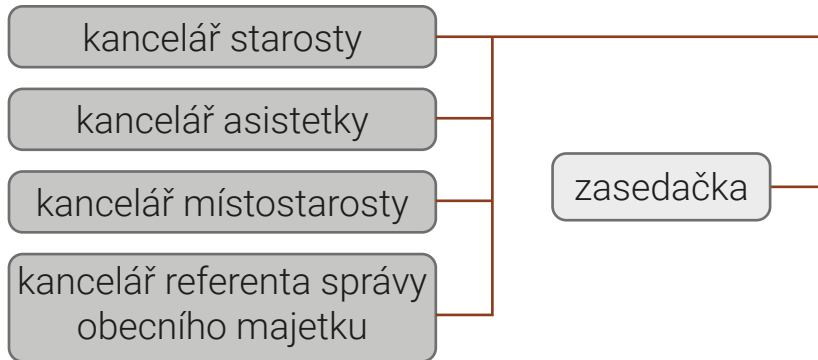 kancelář starosty
kancelář asistetky
kancelář místostarosty
zasedačka
kancelář referenta správy
obecního majetku